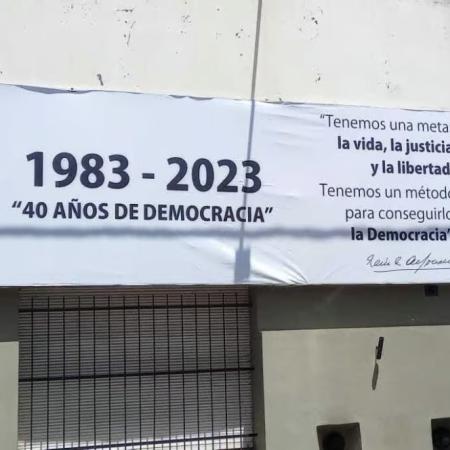 1983 - 2023
"40 AÑOS DE DEMOCRACIA"
"Tenemos una meta
la vida, la justicia
y la libertad
Tenemos un método
para conseguirlo
la Democracia"